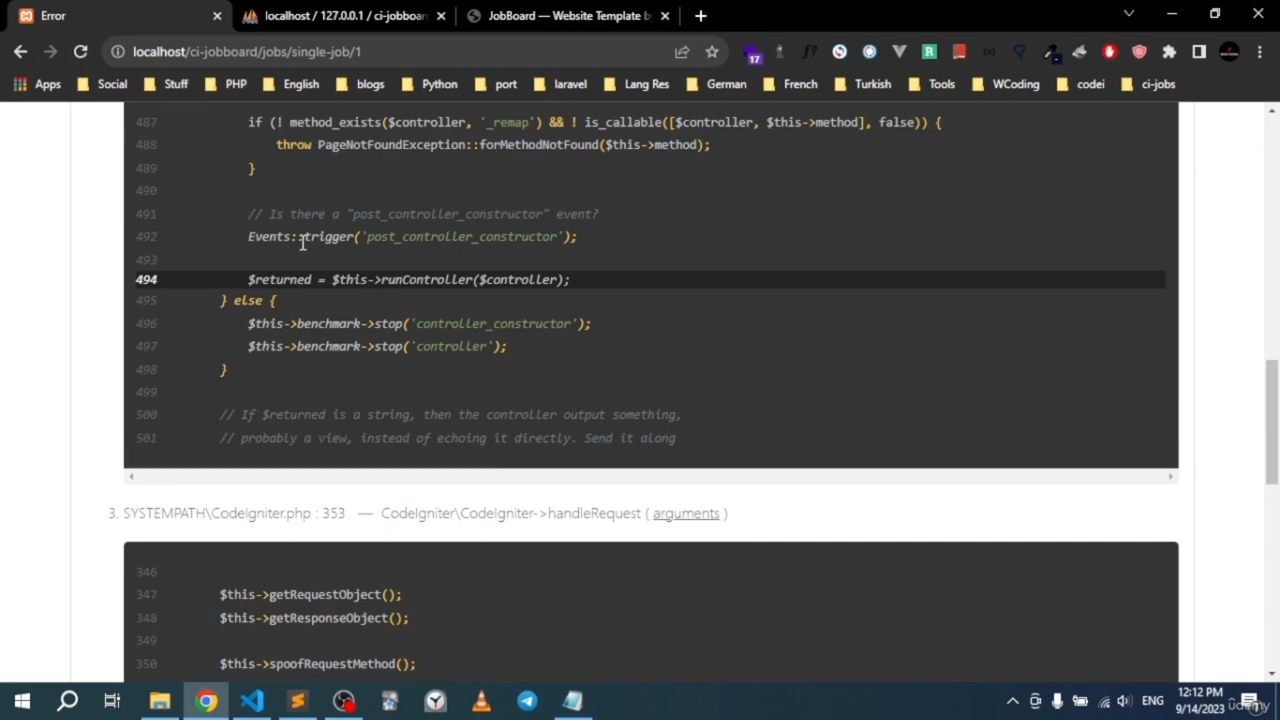 Error
localhost / 127.0.0.1 / ci-jobboard
JobBoard — Website Template by
localhost/ci-jobboard/jobs/single-job/1
17
Apps Social Stuff PHP English blogs Python port laravel Lang Res German French Turkish Tools WCoding codei ci-jobs
487 if (! method_exists($controller, '_remap') && ! is_callable([$controller, $this->method], false)) {
488 throw PageNotFoundException::forMethodNotFound($this->method);
489 }
490
491 // Is there a "post_controller_constructor" event?
492 Events::trigger('post_controller_constructor');
493
494 $returned = $this->runController($controller);
495 } else {
496 $this->benchmark->stop('controller_constructor');
497 $this->benchmark->stop('controller');
498 }
499
500 // If $returned is a string, then the controller output something,
501 // probably a view, instead of echoing it directly. Send it along
3. SYSTEMPATH\CodeIgniter.php : 353 — CodeIgniter\CodeIgniter->handleRequest ( arguments )
346
347 $this->getRequestObject();
348 $this->getResponseObject();
349
350 $this->spoofRequestMethod();
ENG
12:12 PM
9/14/2023
udemy